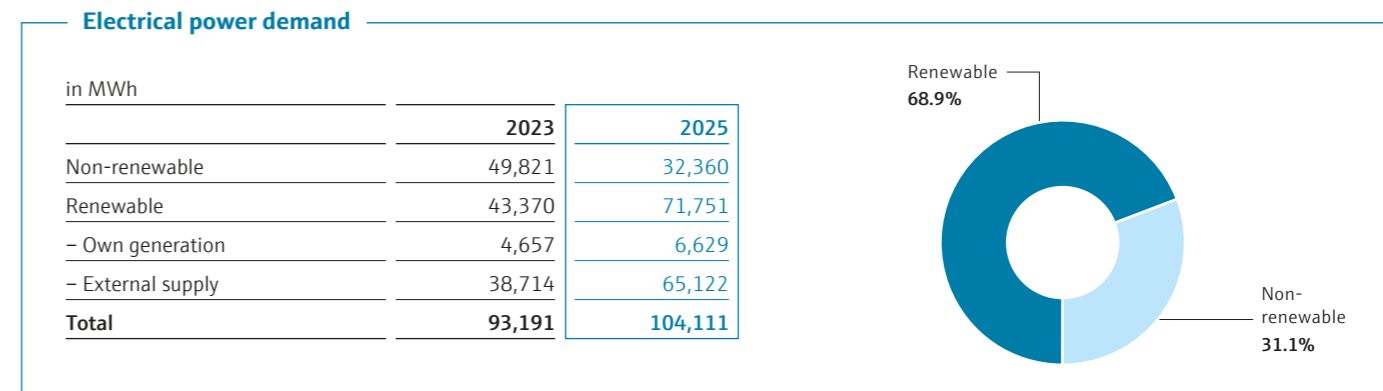 Electrical power demand
in MWh
2023 2025
Non-renewable 49,821 32,360
Renewable 43,370 71,751
– Own generation 4,657 6,629
– External supply 38,714 65,122
Total 93,191 104,111
Renewable
68.9%
Non-
renewable
31.1%